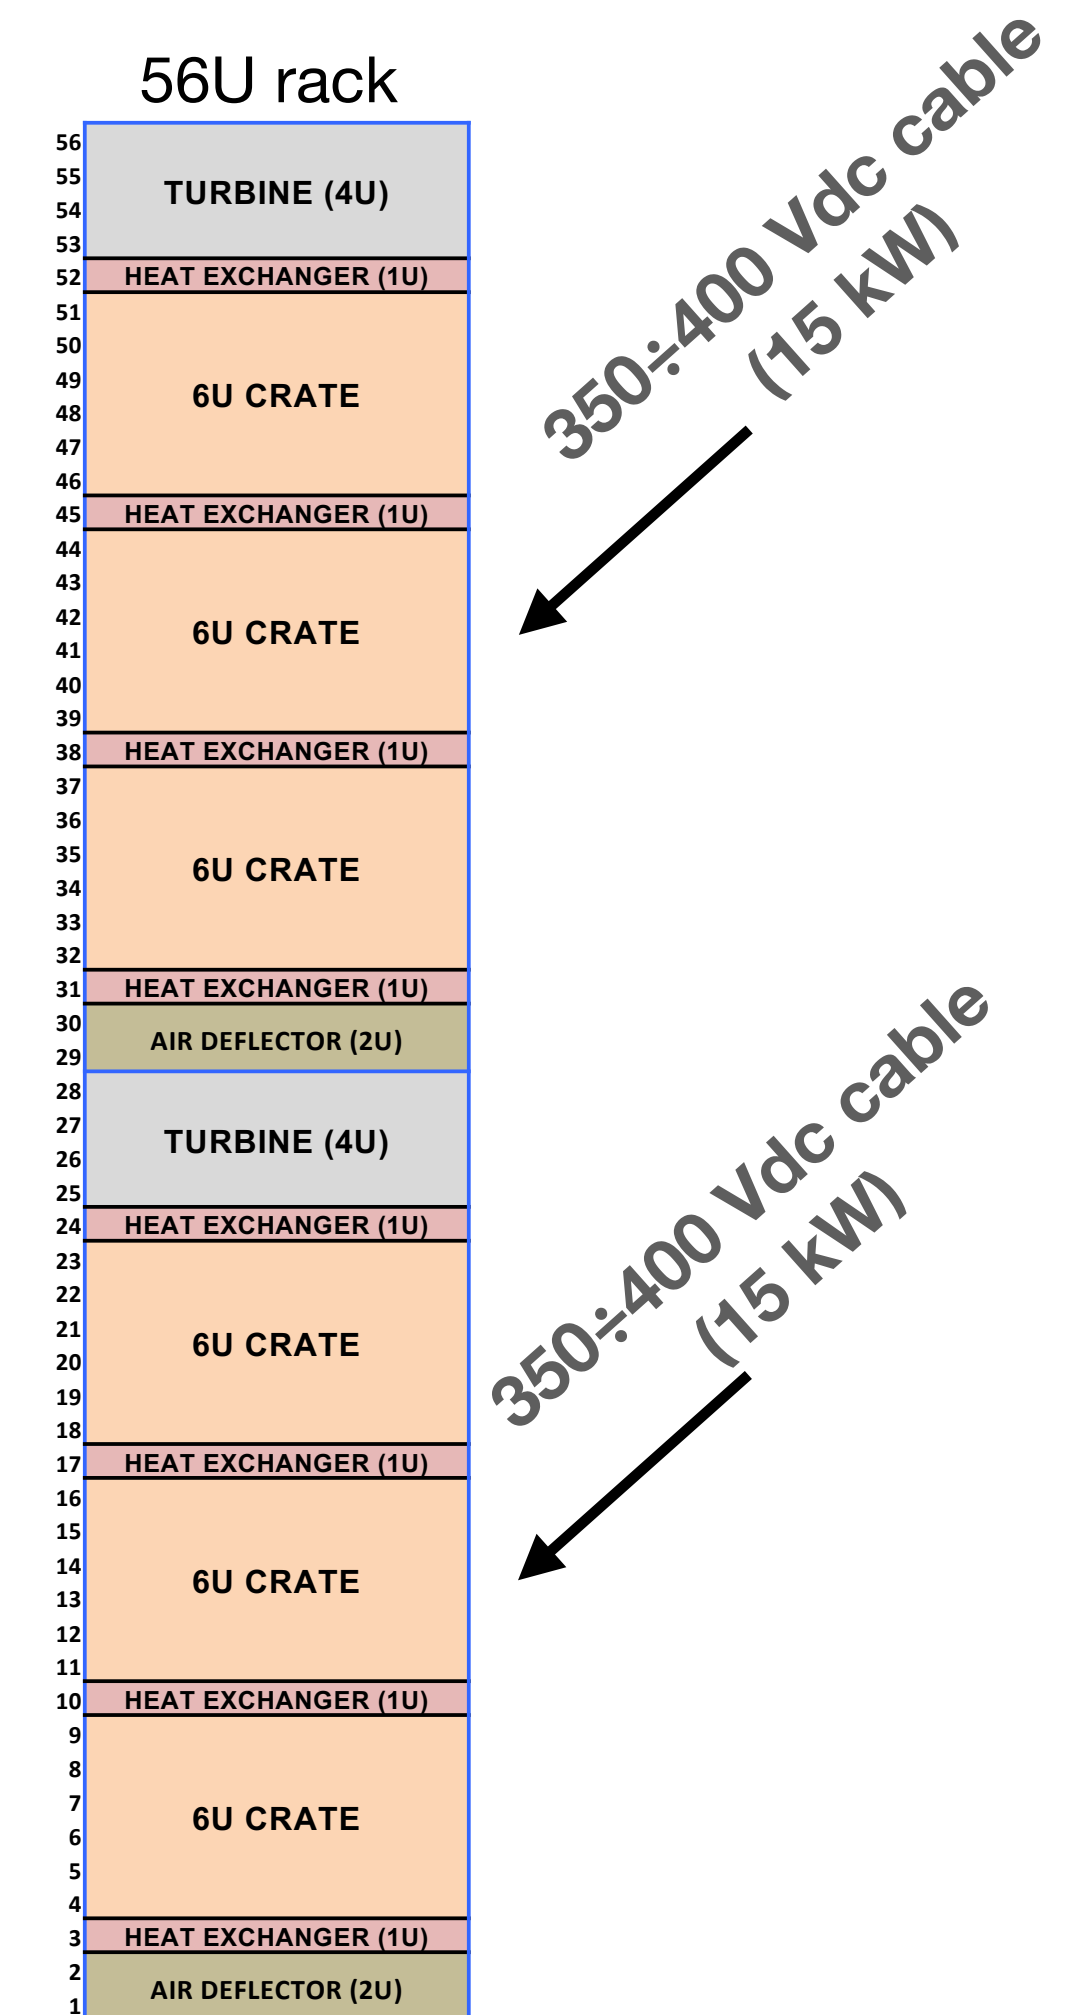 56U rack
350÷400 Vdc cable
(15 kW)
56
55
TURBINE (4U)
54
53
52 HEAT EXCHANGER (1U)
51
50
49
6U CRATE
48
47
46
45 HEAT EXCHANGER (1U)
44
43
42
6U CRATE
41
40
39
38 HEAT EXCHANGER (1U)
37
36
35
6U CRATE
34
33
32
31 HEAT EXCHANGER (1U)
30
AIR DEFLECTOR (2U)
29
350÷400 Vdc cable
(15 kW)
28
27
TURBINE (4U)
26
25
24 HEAT EXCHANGER (1U)
23
22
21
6U CRATE
20
19
18
17 HEAT EXCHANGER (1U)
16
15
14
6U CRATE
13
12
11
10 HEAT EXCHANGER (1U)
9
8
7
6U CRATE
6
5
4
3 HEAT EXCHANGER (1U)
2
AIR DEFLECTOR (2U)
1